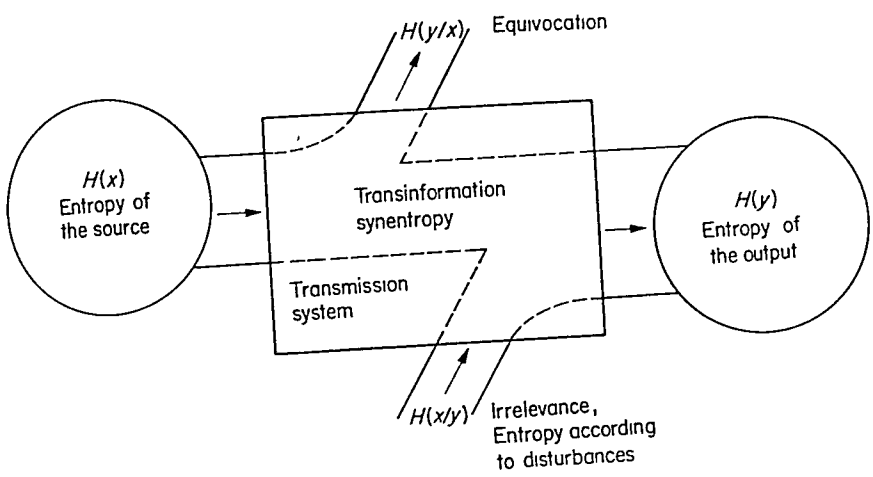 H(y/x)
Equivocation
H(x)
Entropy of
the source
Transinformation
synentropy
H(y)
Entropy of
the output
Transmission
system
H(x/y)
Irrelevance,
Entropy according
to disturbances